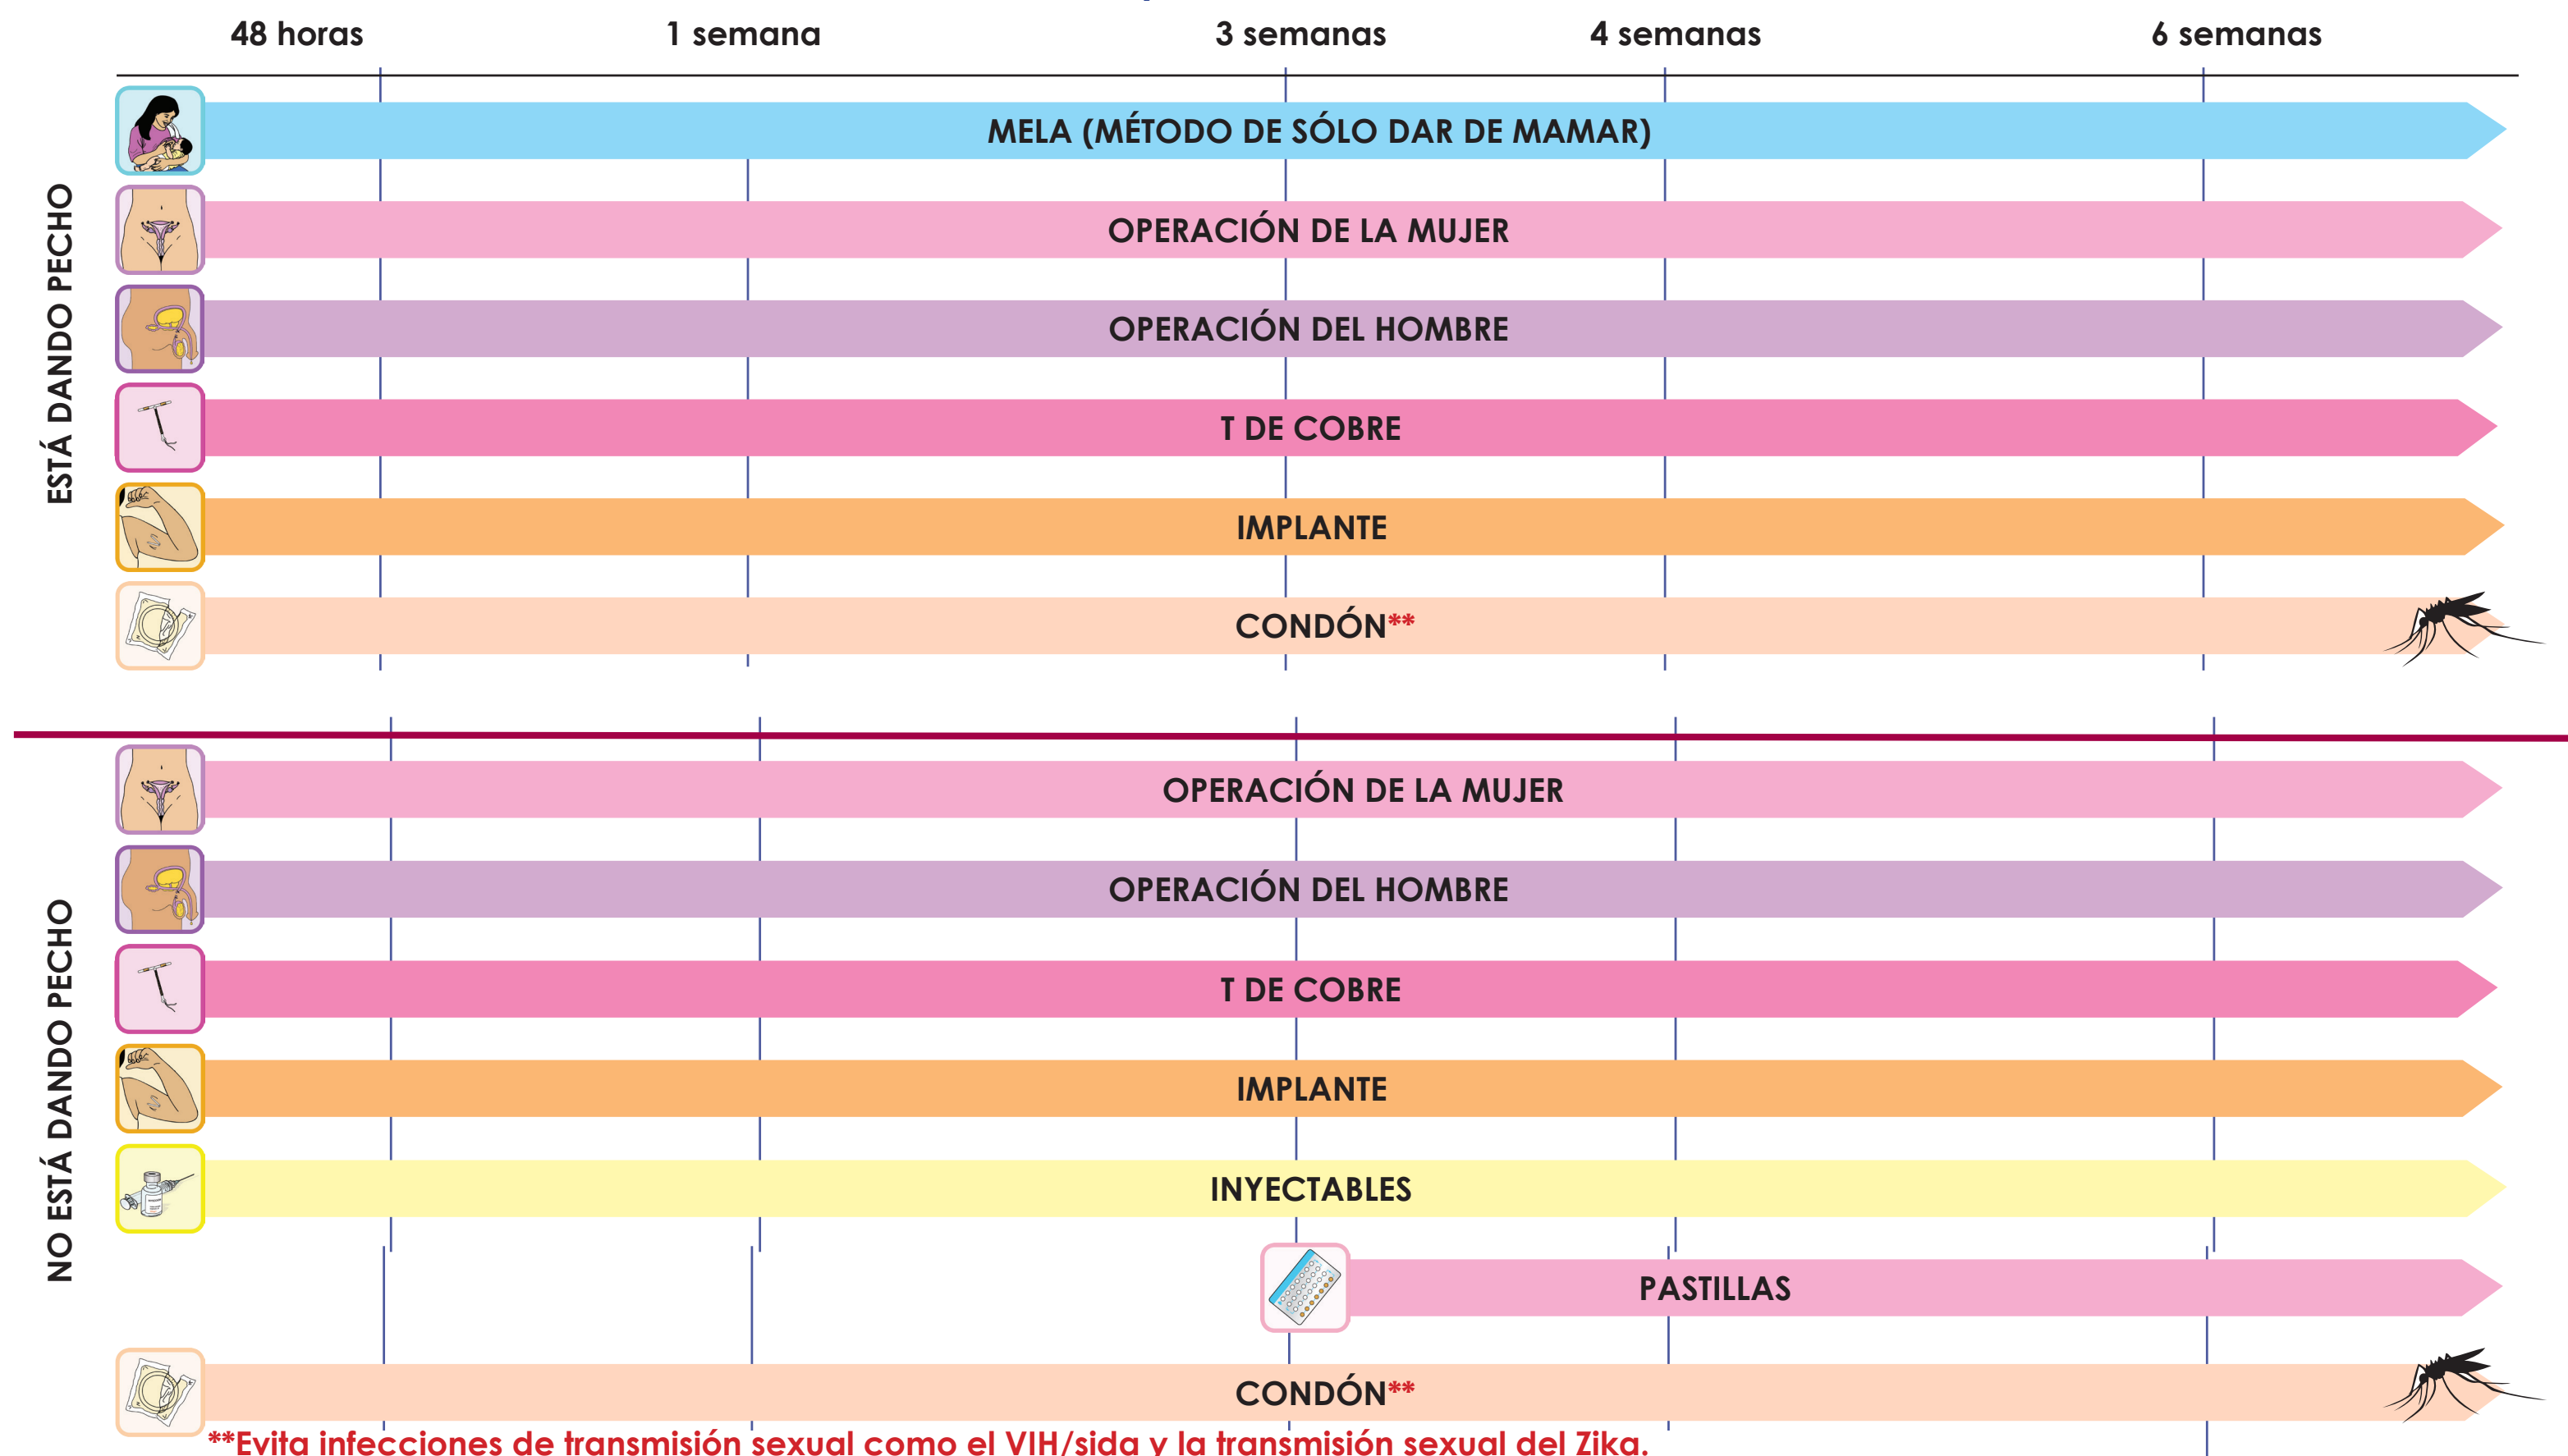 48 horas 1 semana 3 semanas 4 semanas 6 semanas
ESTÁ DANDO PECHO
MELA (MÉTODO DE SÓLO DAR DE MAMAR)
OPERACIÓN DE LA MUJER
OPERACIÓN DEL HOMBRE
T DE COBRE
IMPLANTE
CONDÓN**
NO ESTÁ DANDO PECHO
OPERACIÓN DE LA MUJER
OPERACIÓN DEL HOMBRE
T DE COBRE
IMPLANTE
INYECTABLES
PASTILLAS
CONDÓN**
**Evita infecciones de transmisión sexual como el VIH/sida y la transmisión sexual del Zika.